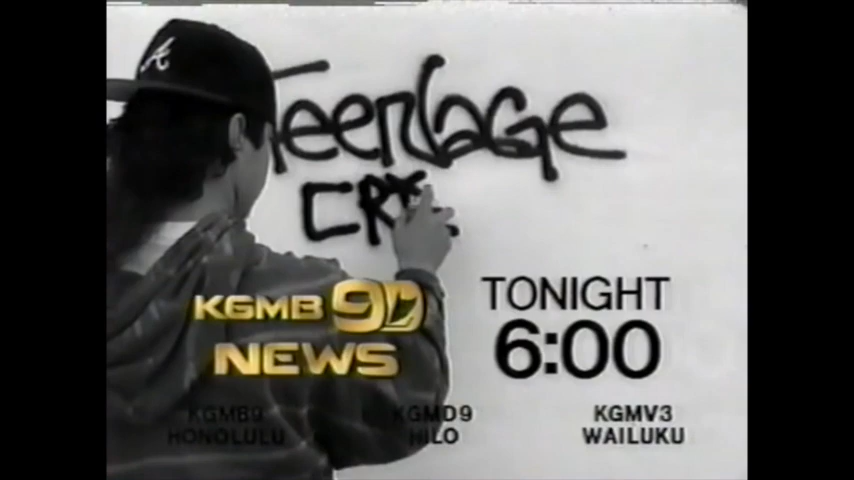 A
TeenAGe
CR
KGMB 9
NEWS
TONIGHT
6:00
KGMB9
HONOLULU
KGMD9
HILO
KGMV3
WAILUKU